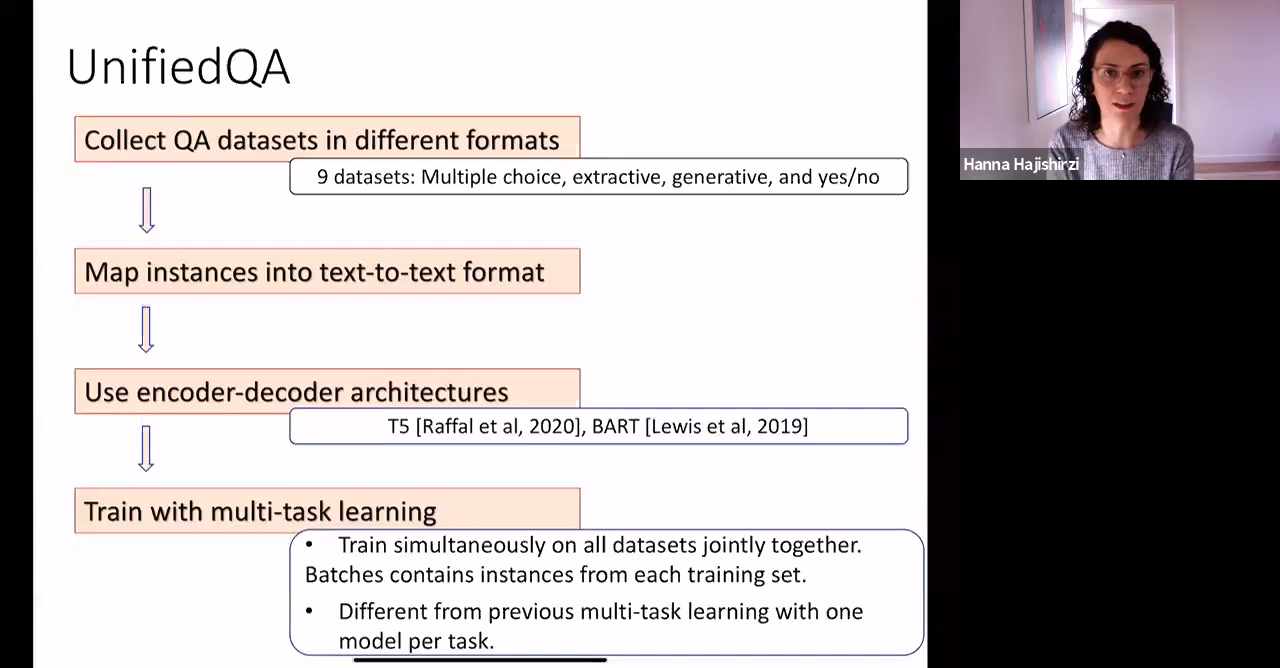 UnifiedQA
Collect QA datasets in different formats
9 datasets: Multiple choice, extractive, generative, and yes/no
Map instances into text-to-text format
Use encoder-decoder architectures
T5 [Raffal et al, 2020], BART [Lewis et al, 2019]
Train with multi-task learning
• Train simultaneously on all datasets jointly together.
Batches contains instances from each training set.
• Different from previous multi-task learning with one
model per task.
Hanna Hajishirzi